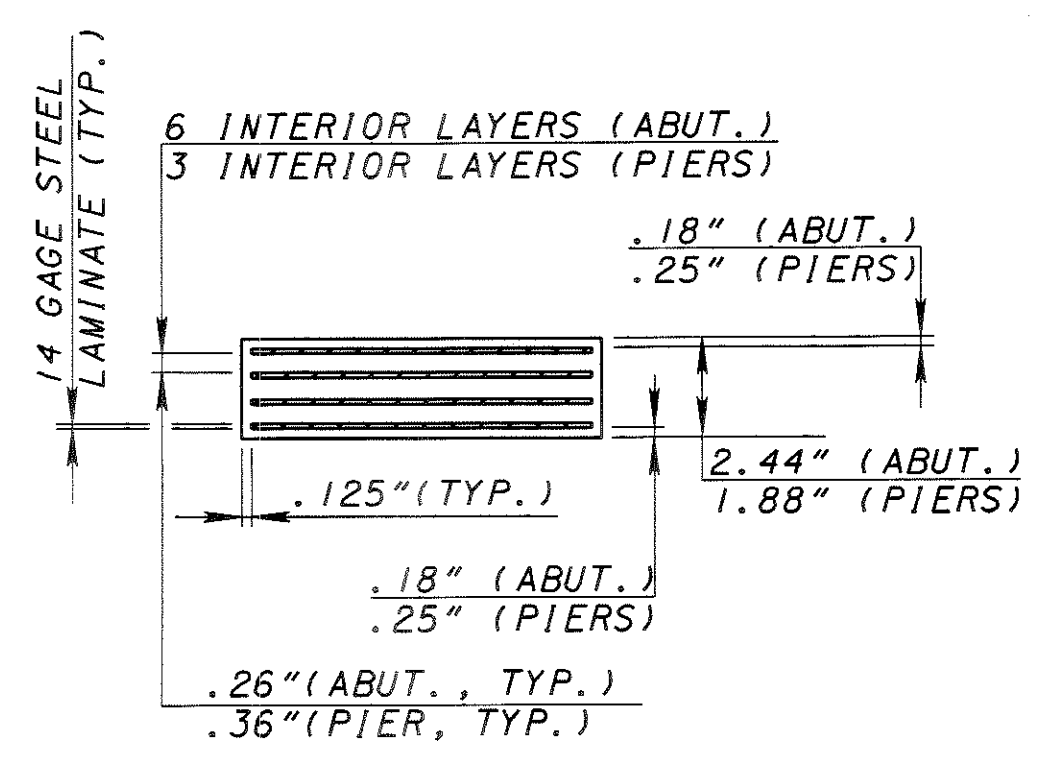 14 GAGE STEEL
LAMINATE (TYP.)
6 INTERIOR LAYERS (ABUT.)
3 INTERIOR LAYERS (PIERS)
.18" (ABUT.)
.25" (PIERS)
2.44" (ABUT.)
1.88" (PIERS)
.125"(TYP.)
.18" (ABUT.)
.25" (PIERS)
.26"(ABUT., TYP.)
.36"(PIER, TYP.)